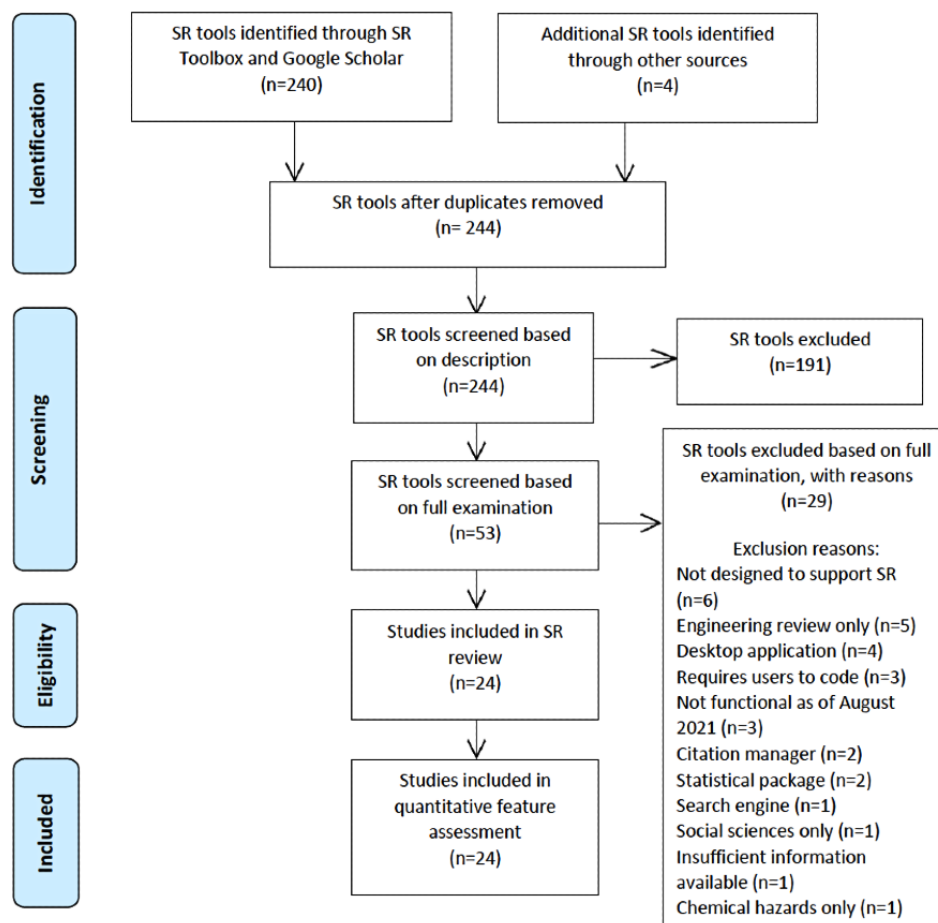 Identification
SR tools identified through SR
Toolbox and Google Scholar
(n=240)
Additional SR tools identified
through other sources
(n=4)
SR tools after duplicates removed
(n= 244)
Screening
SR tools screened based
on description
(n=244)
SR tools excluded
(n=191)
SR tools screened based
on full examination
(n=53)
SR tools excluded based on full
examination, with reasons
(n=29)
Exclusion reasons:
Not designed to support SR
(n=6)
Engineering review only (n=5)
Desktop application (n=4)
Requires users to code (n=3)
Not functional as of August
2021 (n=3)
Citation manager (n=2)
Statistical package (n=2)
Search engine (n=1)
Social sciences only (n=1)
Insufficient information
available (n=1)
Chemical hazards only (n=1)
Eligibility
Studies included in SR
review
(n=24)
Included
Studies included in
quantitative feature
assessment
(n=24)